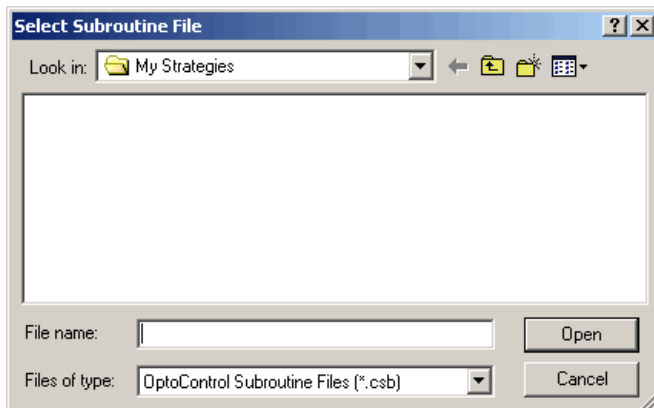 Select Subroutine File
Look in: My Strategies
File name: Open
Files of type: OptoControl Subroutine Files (*.csb) Cancel